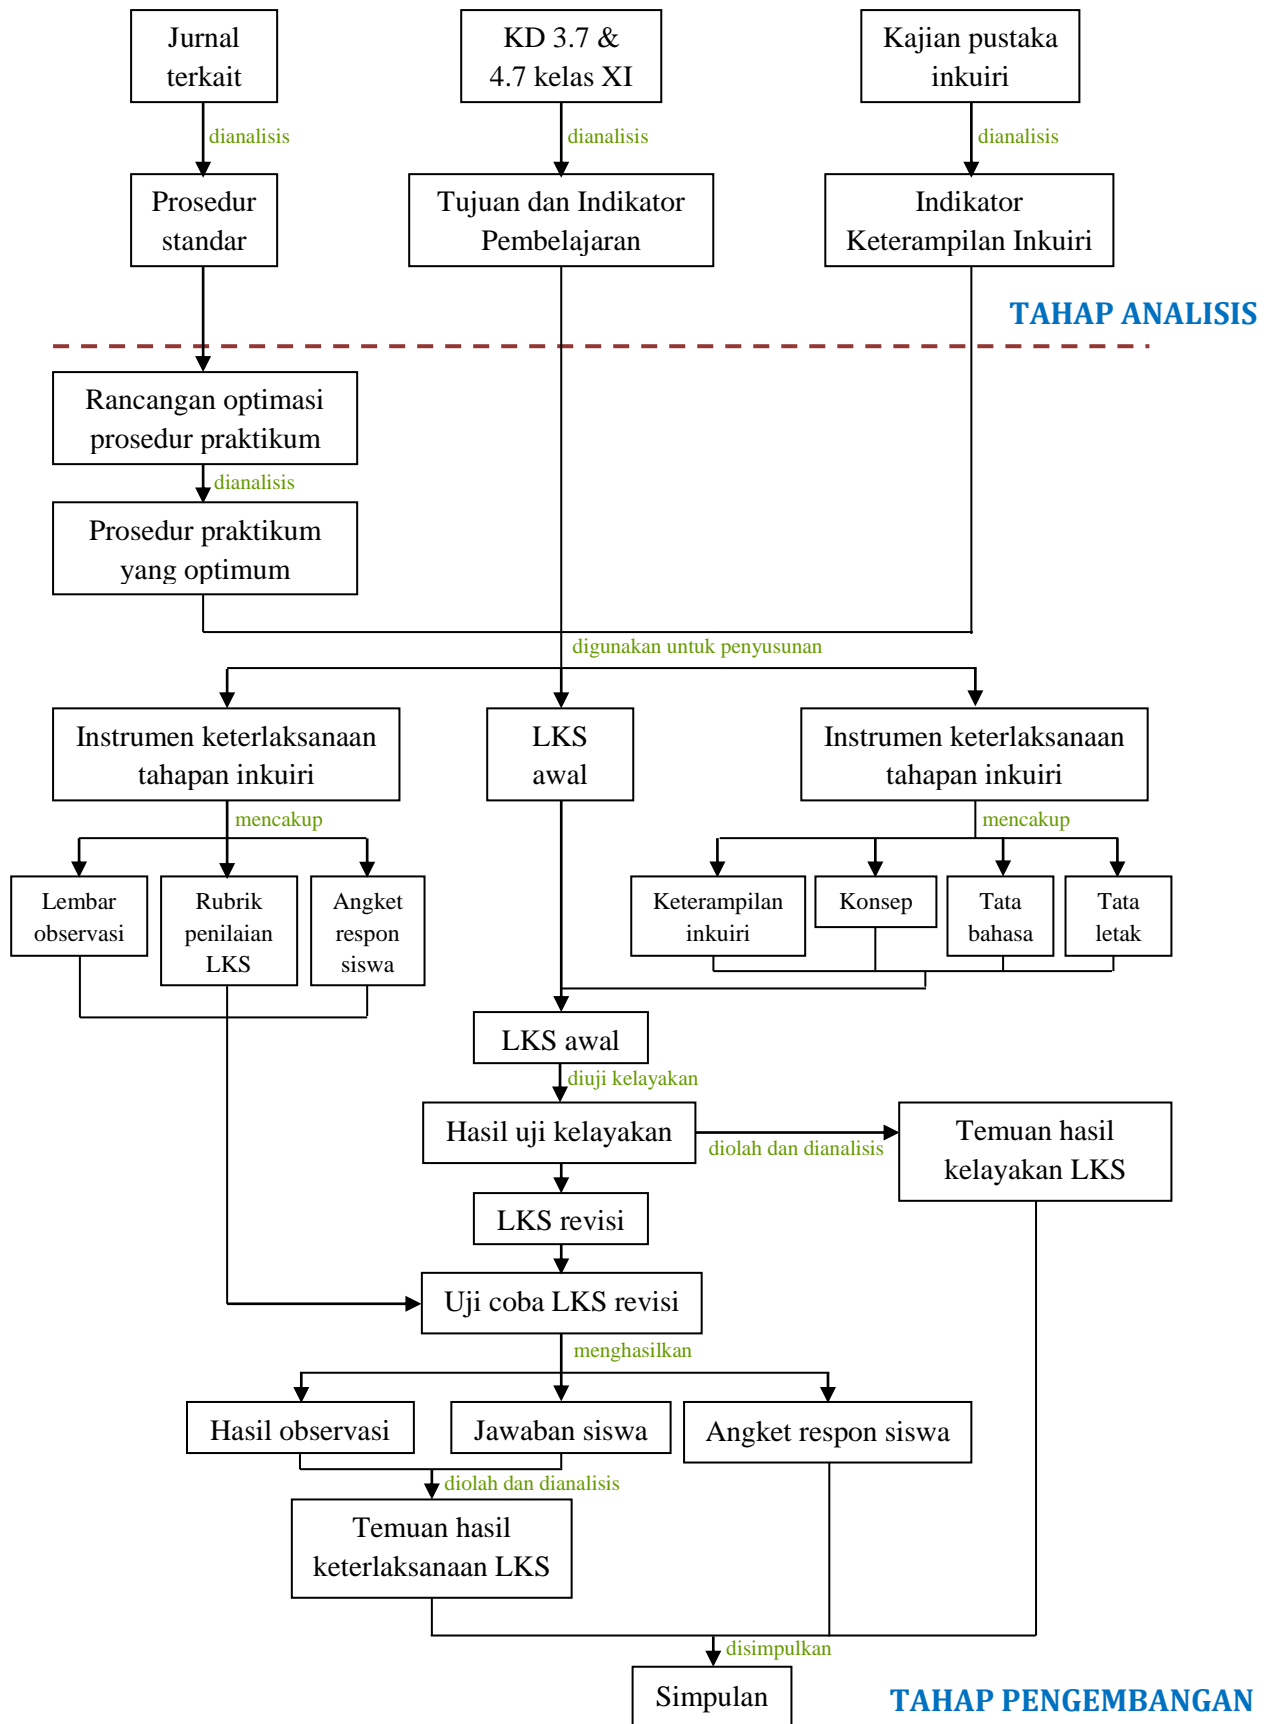 Jurnal
terkait
KD 3.7 &
4.7 kelas XI
Kajian pustaka
inkuiri
dianalisis
dianalisis
dianalisis
Prosedur
standar
Tujuan dan Indikator
Pembelajaran
Indikator
Keterampilan Inkuiri
TAHAP ANALISIS
Rancangan optimasi
prosedur praktikum
dianalisis
Prosedur praktikum
yang optimum
digunakan untuk penyusunan
Instrumen keterlaksanaan
tahapan inkuiri
LKS
awal
Instrumen keterlaksanaan
tahapan inkuiri
mencakup
mencakup
Lembar
observasi
Rubrik
penilaian
LKS
Angket
respon
siswa
Keterampilan
inkuiri
Konsep
Tata
bahasa
Tata
letak
LKS awal
diuji kelayakan
Hasil uji kelayakan
diolah dan dianalisis
Temuan hasil
kelayakan LKS
LKS revisi
Uji coba LKS revisi
menghasilkan
Hasil observasi
Jawaban siswa
Angket respon siswa
diolah dan dianalisis
Temuan hasil
keterlaksanaan LKS
disimpulkan
Simpulan
TAHAP PENGEMBANGAN